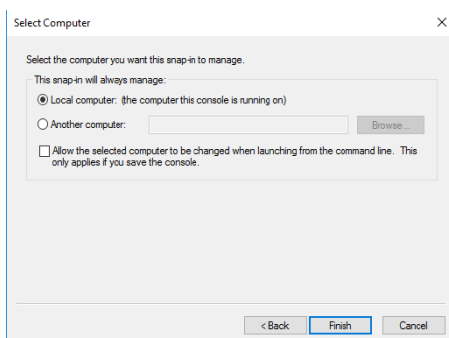 Select Computer
Select the computer you want this snap-in to manage.
This snap-in will always manage:
Local computer: (the computer this console is running on)
Another computer:
Browse...
Allow the selected computer to be changed when launching from the command line. This
only applies if you save the console.
< Back Finish Cancel